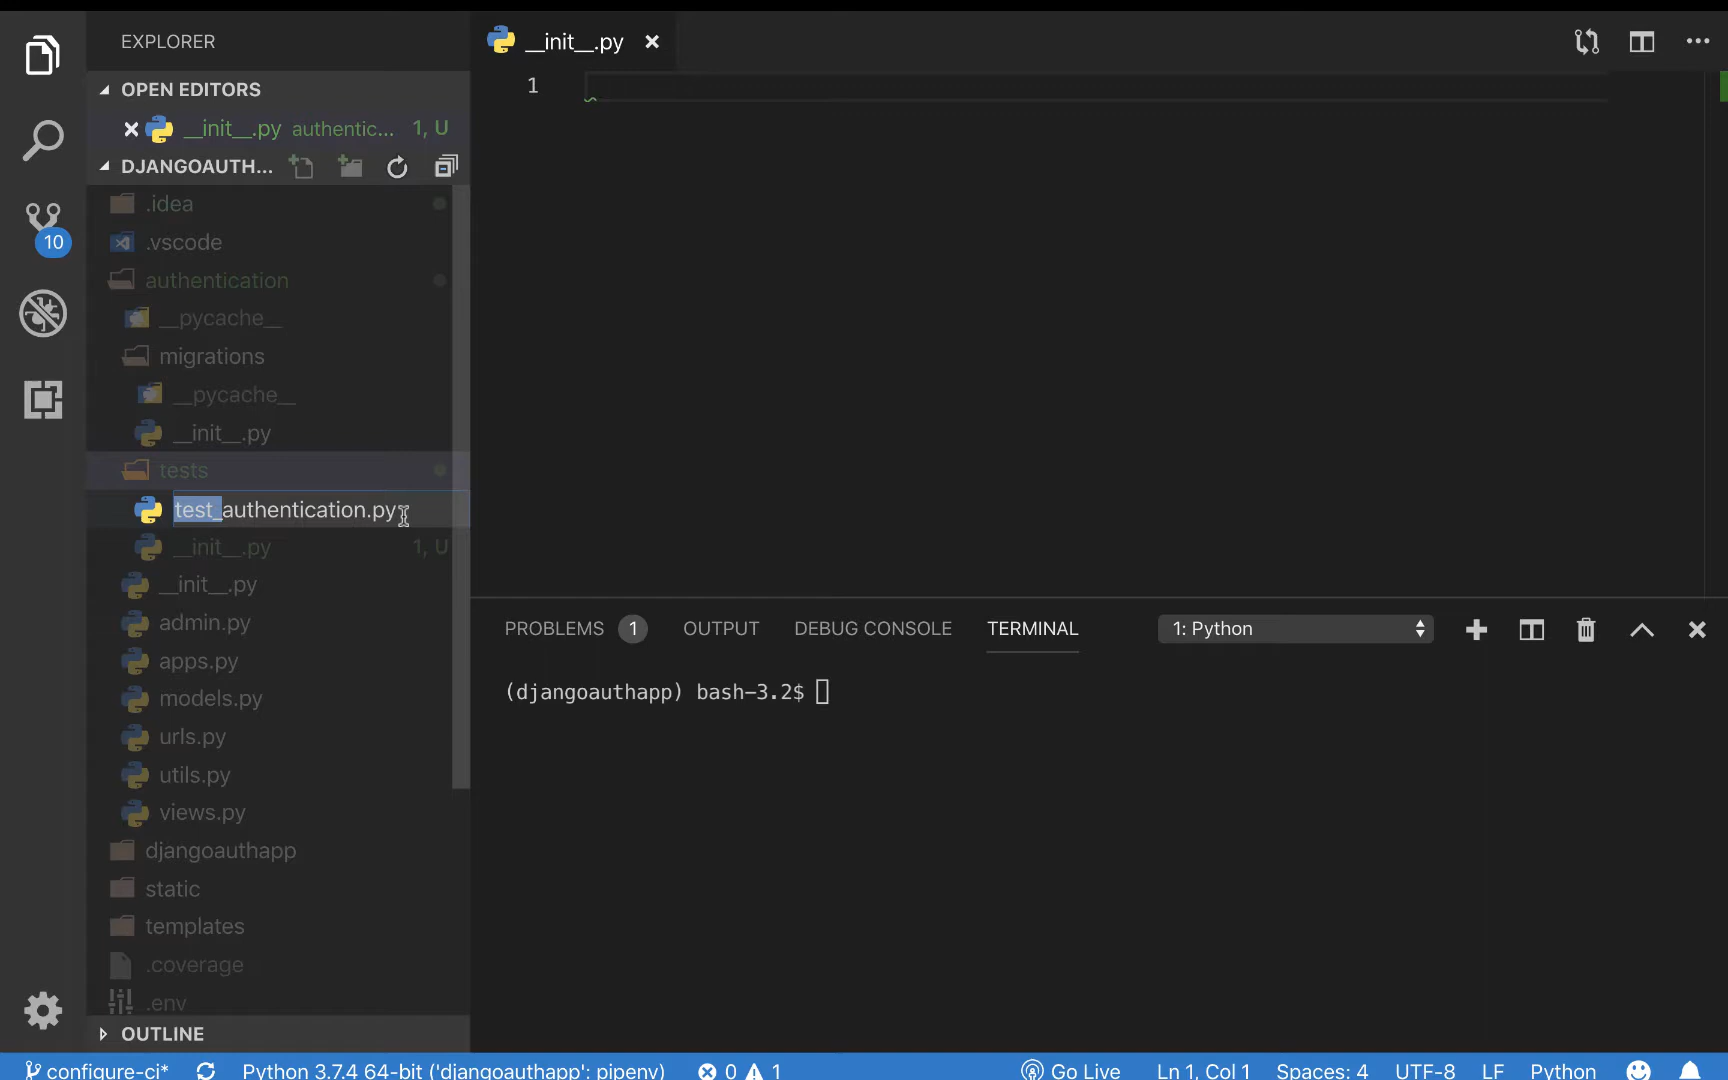 EXPLORER
OPEN EDITORS
__init__.py authentic... 1, U
DJANGOAUTH...
.idea
.vscode
authentication
__pycache__
migrations
__pycache__
__init__.py
tests
test_authentication.py
__init__.py 1, U
__init__.py
admin.py
apps.py
models.py
urls.py
utils.py
views.py
djangoauthapp
static
templates
.coverage
.env
OUTLINE
10
__init__.py
1
PROBLEMS 1 OUTPUT DEBUG CONSOLE TERMINAL 1: Python
(djangoauthapp) bash-3.2$
configure-ci* Python 3.7.4 64-bit ('djangoauthapp': pipenv) 0 1 Go Live Ln 1, Col 1 Spaces: 4 UTF-8 LF Python